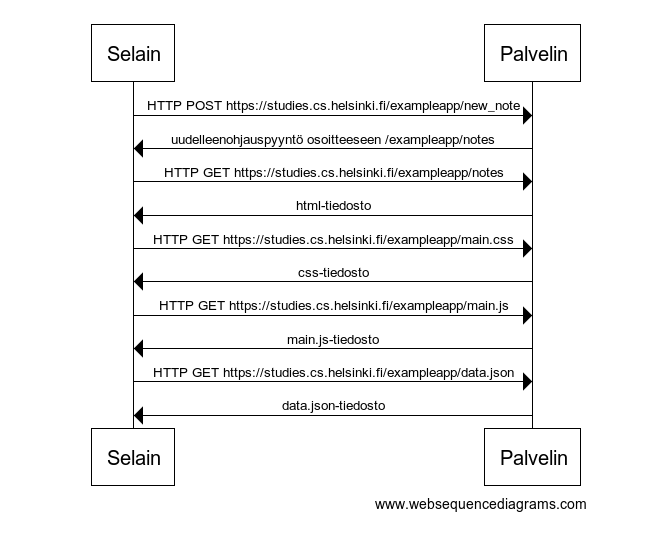 Selain
Palvelin
HTTP POST https://studies.cs.helsinki.fi/exampleapp/new_note
uudelleenohjauspyyntö osoitteeseen /exampleapp/notes
HTTP GET https://studies.cs.helsinki.fi/exampleapp/notes
html-tiedosto
HTTP GET https://studies.cs.helsinki.fi/exampleapp/main.css
css-tiedosto
HTTP GET https://studies.cs.helsinki.fi/exampleapp/main.js
main.js-tiedosto
HTTP GET https://studies.cs.helsinki.fi/exampleapp/data.json
data.json-tiedosto
Selain
Palvelin
www.websequencediagrams.com